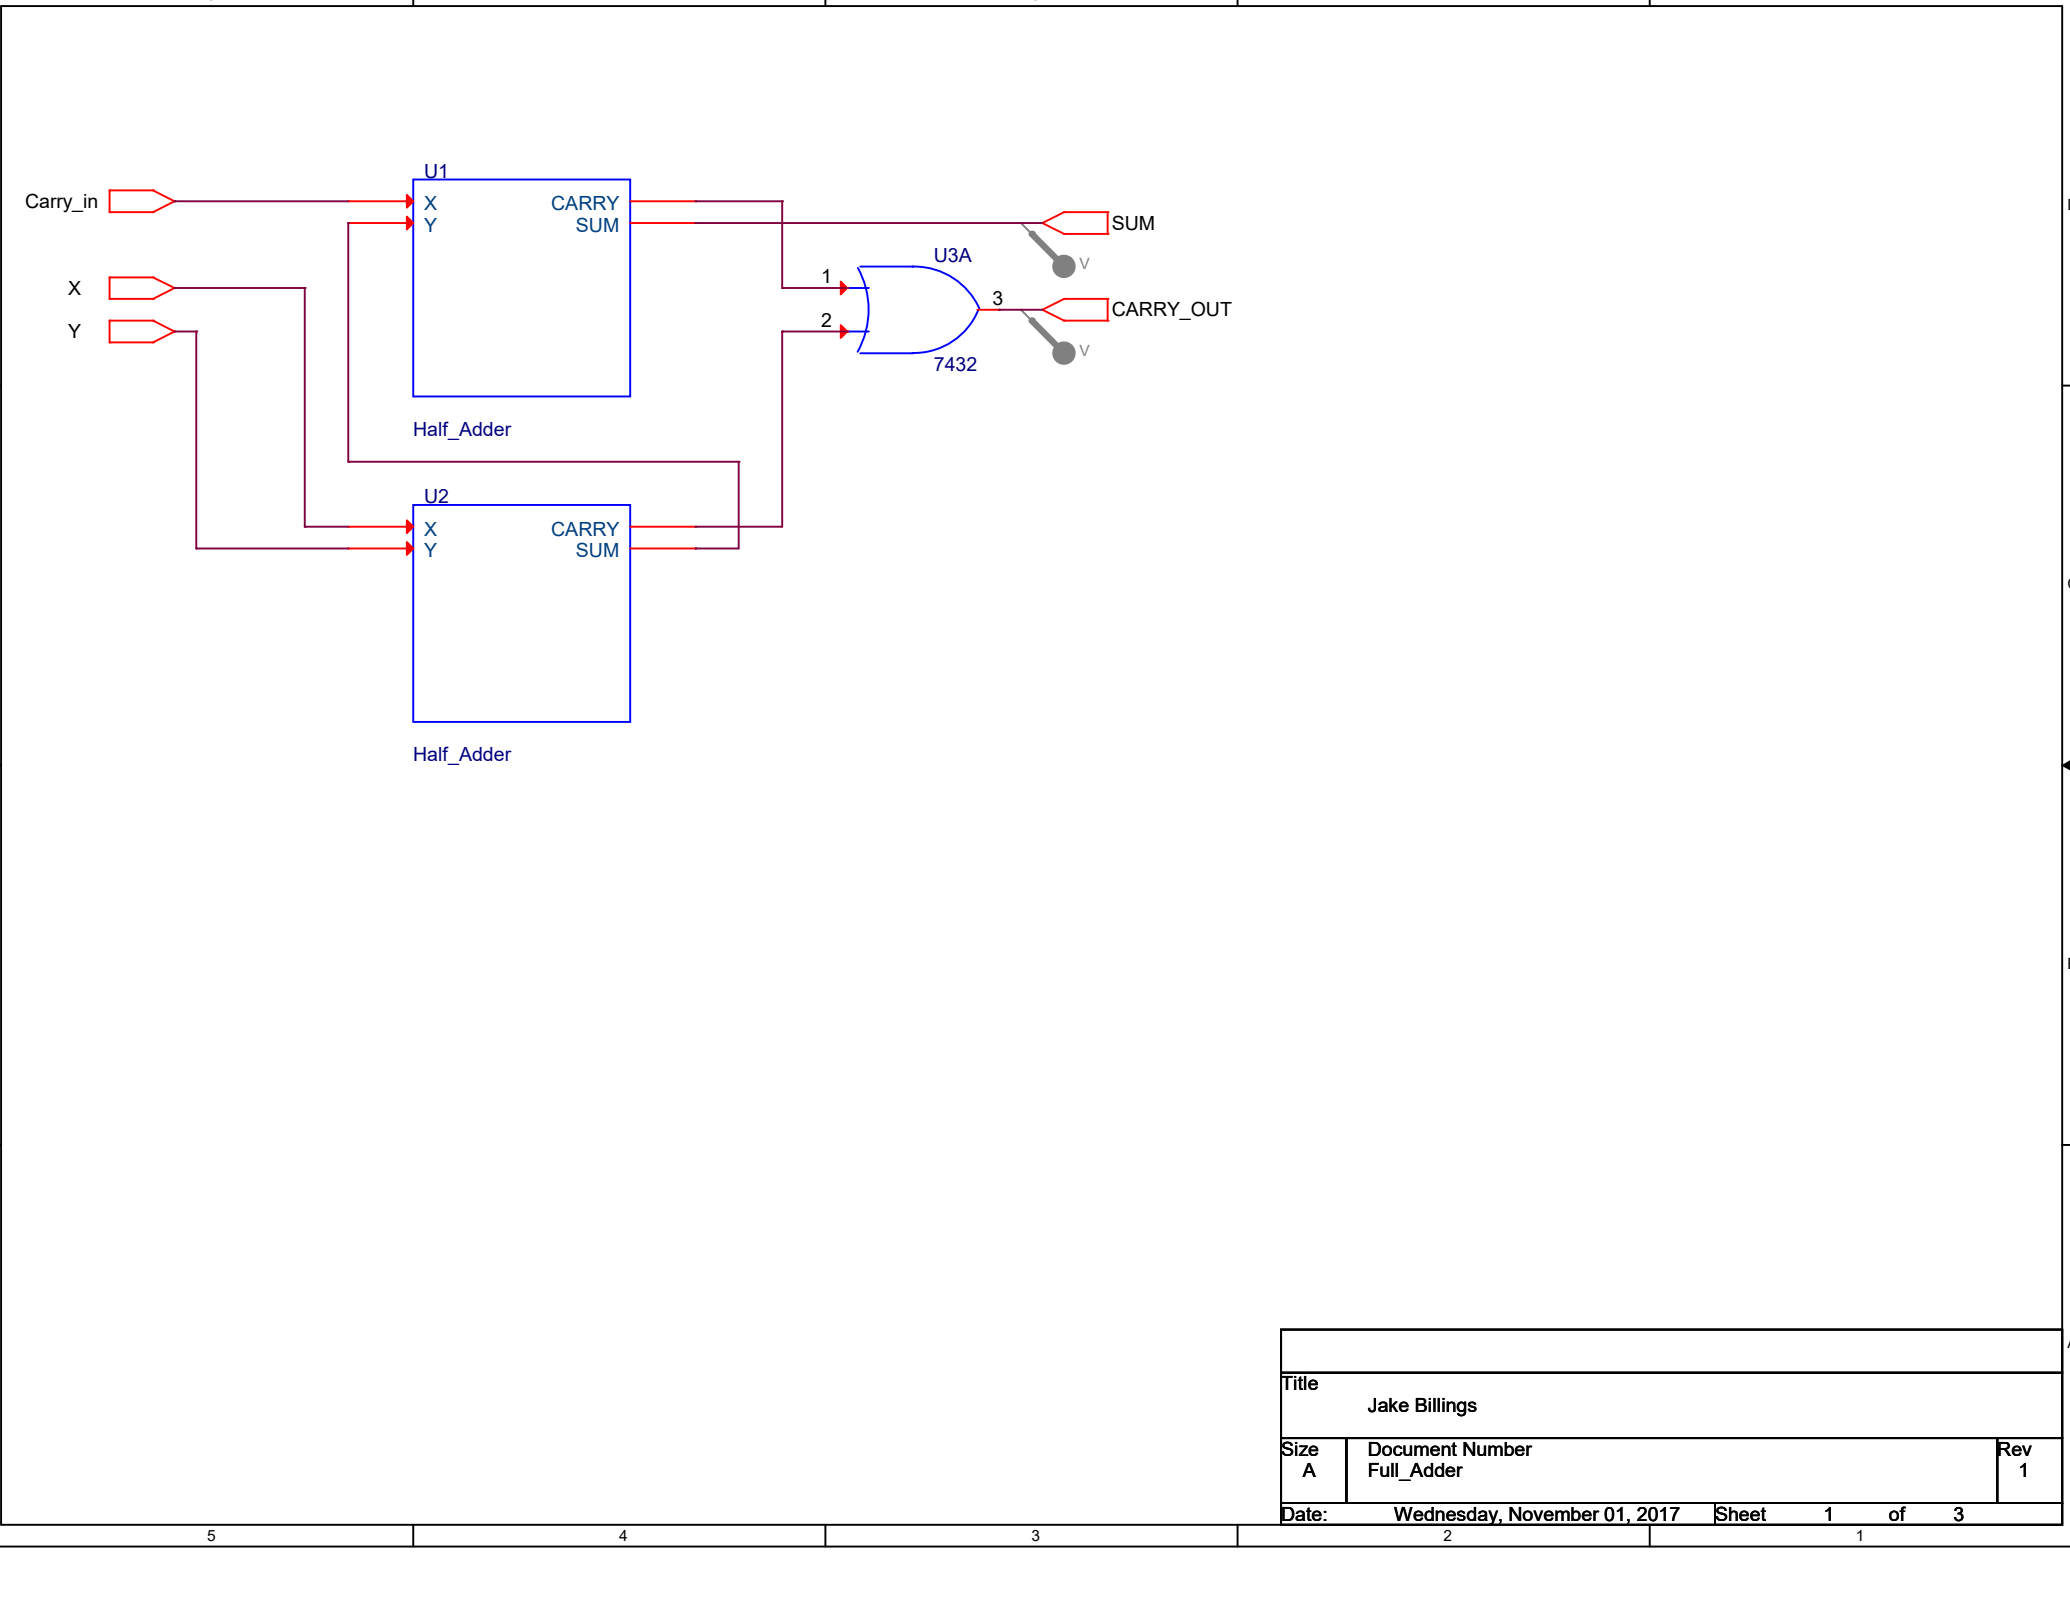 U1
Carry_in
X CARRY
Y SUM
SUM
V
U3A
X
1
3
CARRY_OUT
2
Y
V
7432
Half_Adder
U2
X CARRY
Y SUM
Half_Adder
Title
Jake Billings
Size Document Number Rev
A Full_Adder 1
Date: Wednesday, November 01, 2017 Sheet 1 of 3
5 4 3 2 1